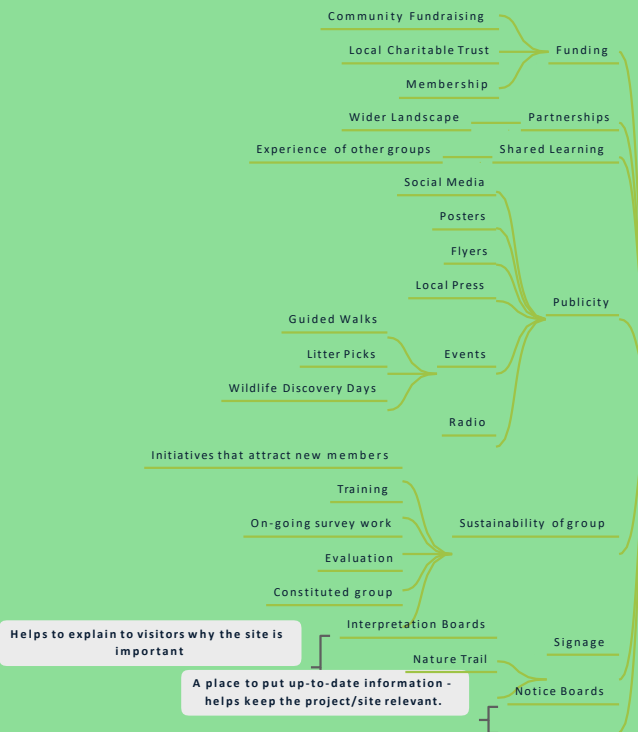 Community Fundraising
Local Charitable Trust
Funding
Membership
Wider Landscape
Partnerships
Experience of other groups
Shared Learning
Social Media
Posters
Flyers
Local Press
Publicity
Guided Walks
Litter Picks
Events
Wildlife Discovery Days
Radio
Initiatives that attract new members
Training
On-going survey work
Sustainability of group
Evaluation
Constituted group
Interpretation Boards
Helps to explain to visitors why the site is
important
Signage
Nature Trail
A place to put up-to-date information -
helps keep the project/site relevant.
Notice Boards